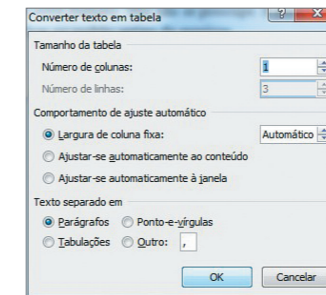 Converter texto em tabela
Tamanho da tabela
Número de colunas: 1
Número de linhas: 3
Comportamento de ajuste automático
Largura de coluna fixa: Automático
Ajustar-se automaticamente ao conteúdo
Ajustar-se automaticamente à janela
Texto separado em
Parágrafos Ponto-e-vírgulas
Tabulações Outro: ,
OK Cancelar